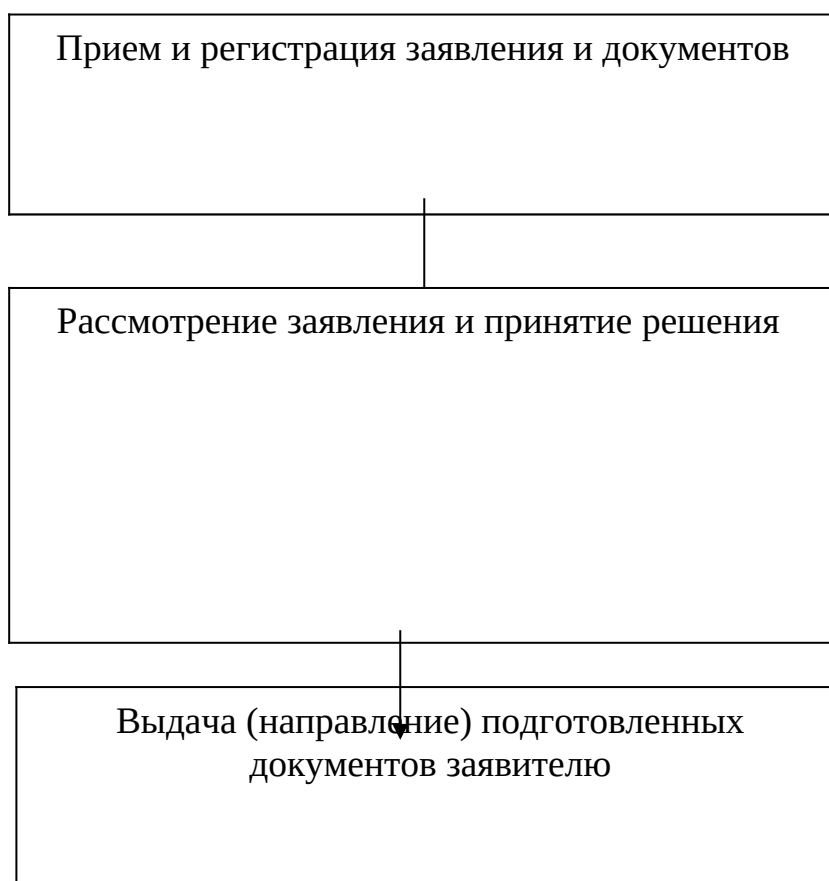 Прием и регистрация заявления и документов
Рассмотрение заявления и принятие решения
Выдача (направление) подготовленных
документов заявителю